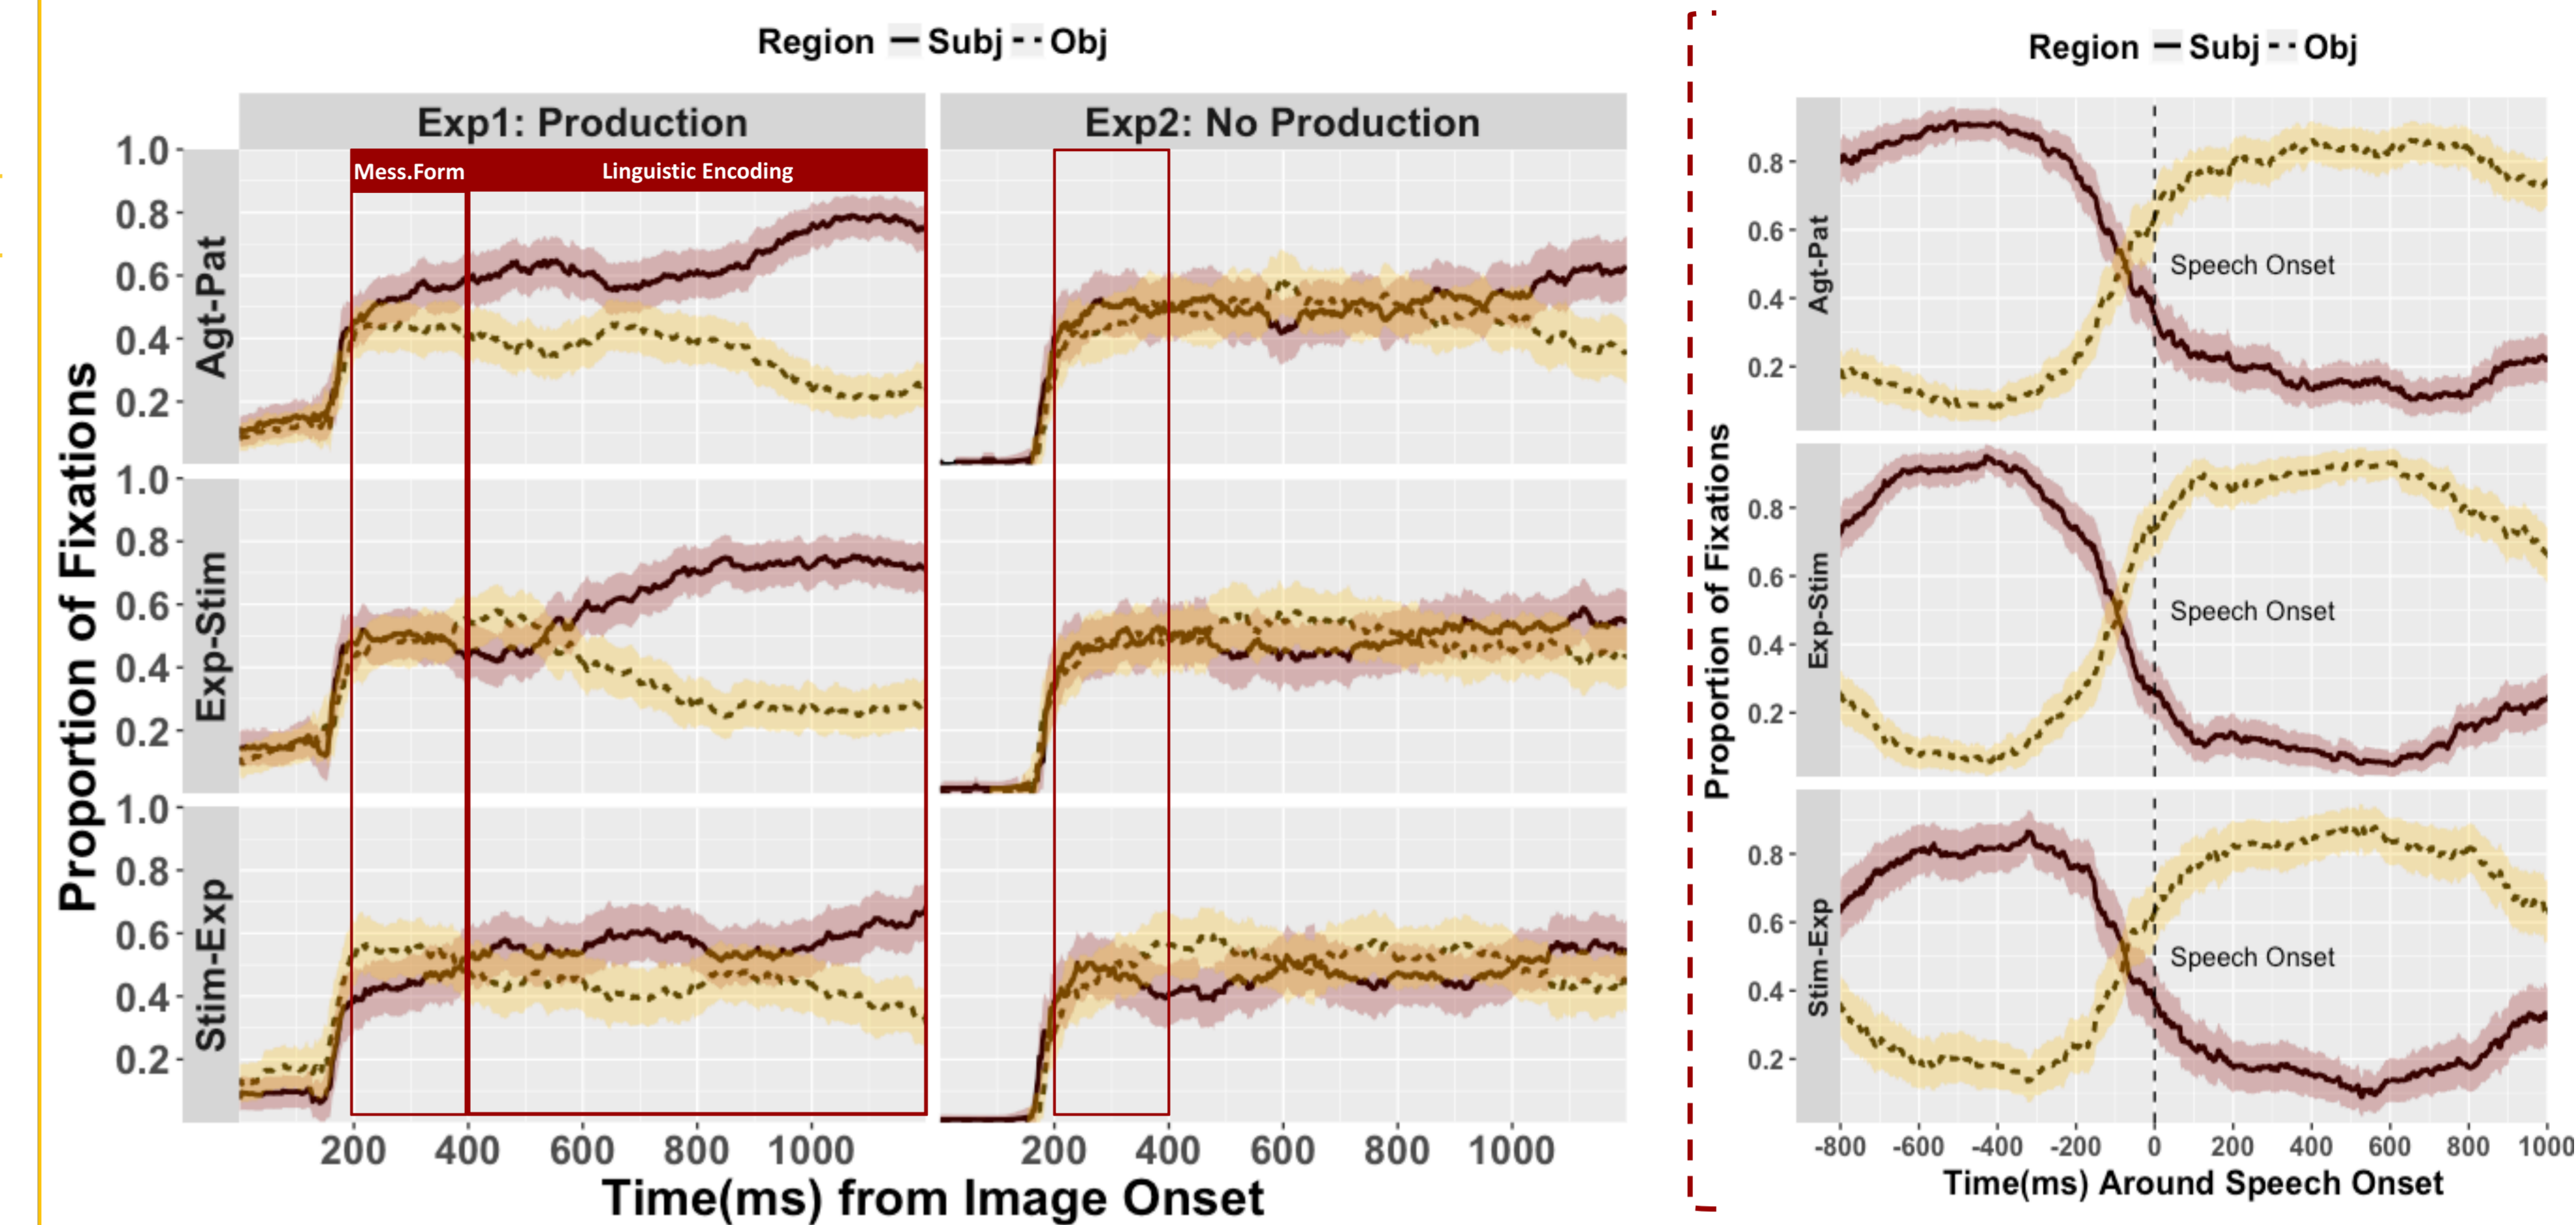 Region Subj Obj
Exp1: Production
Exp2: No Production
Mess.Form
Linguistic Encoding
Proportion of Fixations
Agt-Pat
1.0
0.8
0.6
0.4
0.2
Exp-Stim
1.0
0.8
0.6
0.4
0.2
Stim-Exp
1.0
0.8
0.6
0.4
0.2
200 400 600 800 1000
200 400 600 800 1000
Time(ms) from Image Onset
Region Subj Obj
Proportion of Fixations
Agt-Pat
0.8
0.6
0.4
0.2
Speech Onset
Exp-Stim
0.8
0.6
0.4
0.2
Speech Onset
Stim-Exp
0.8
0.6
0.4
0.2
Speech Onset
-800 -600 -400 -200 0 200 400 600 800 1000
Time(ms) Around Speech Onset